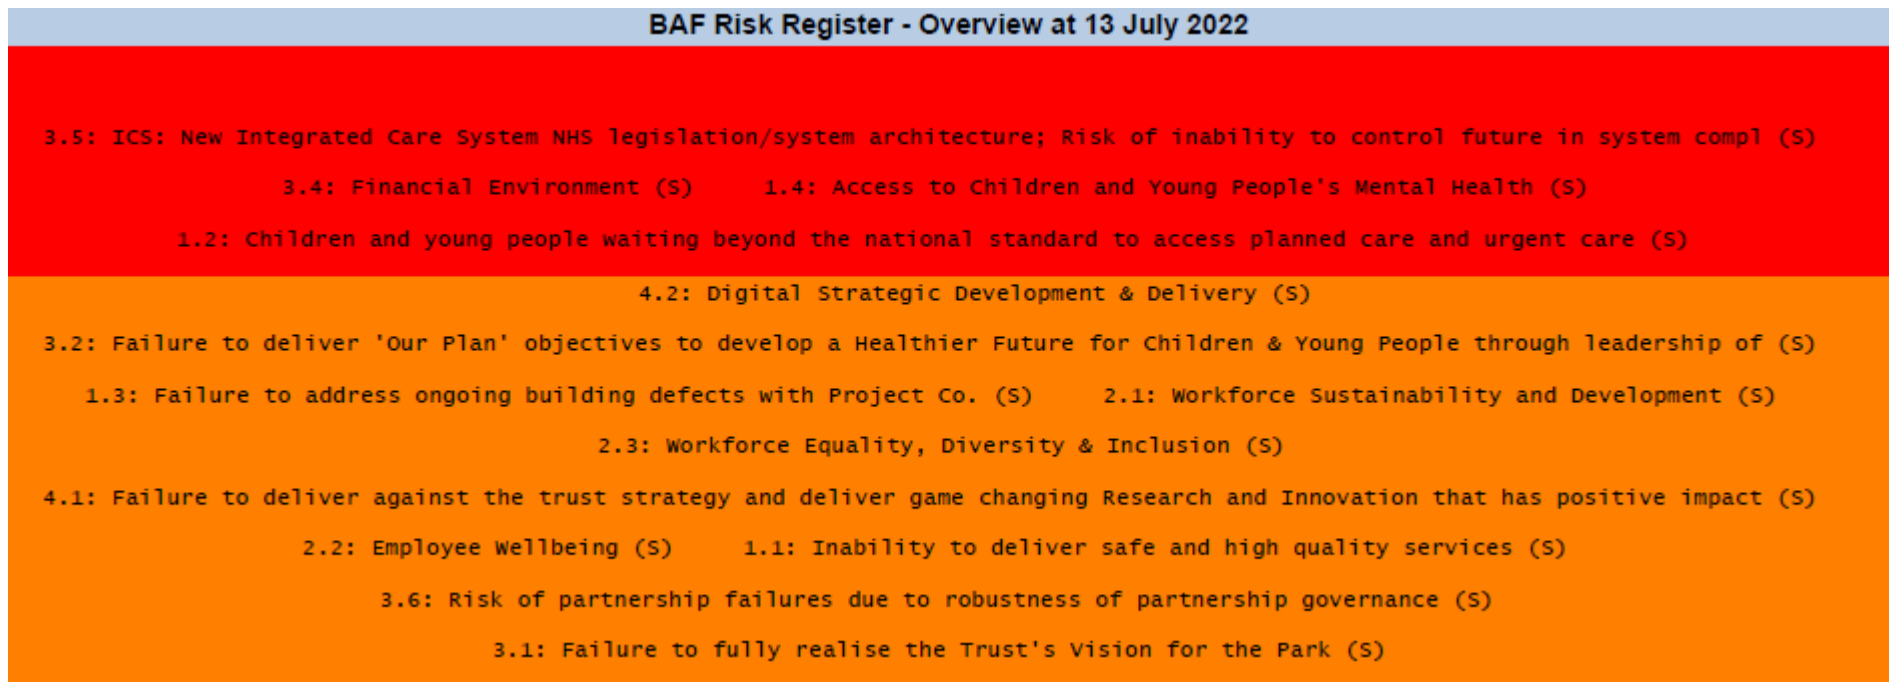 BAF Risk Register - Overview at 13 July 2022
3.5: ICS: New Integrated Care System NHS legislation/system architecture; Risk of inability to control future in system compl (S)
3.4: Financial Environment (S) 1.4: Access to Children and Young People's Mental Health (S)
1.2: Children and young people waiting beyond the national standard to access planned care and urgent care (S)
4.2: Digital Strategic Development & Delivery (S)
3.2: Failure to deliver 'Our Plan' objectives to develop a Healthier Future for Children & Young People through leadership of (S)
1.3: Failure to address ongoing building defects with Project Co. (S) 2.1: Workforce Sustainability and Development (S)
2.3: Workforce Equality, Diversity & Inclusion (S)
4.1: Failure to deliver against the trust strategy and deliver game changing Research and Innovation that has positive impact (S)
2.2: Employee Wellbeing (S) 1.1: Inability to deliver safe and high quality services (S)
3.6: Risk of partnership failures due to robustness of partnership governance (S)
3.1: Failure to fully realise the Trust's Vision for the Park (S)